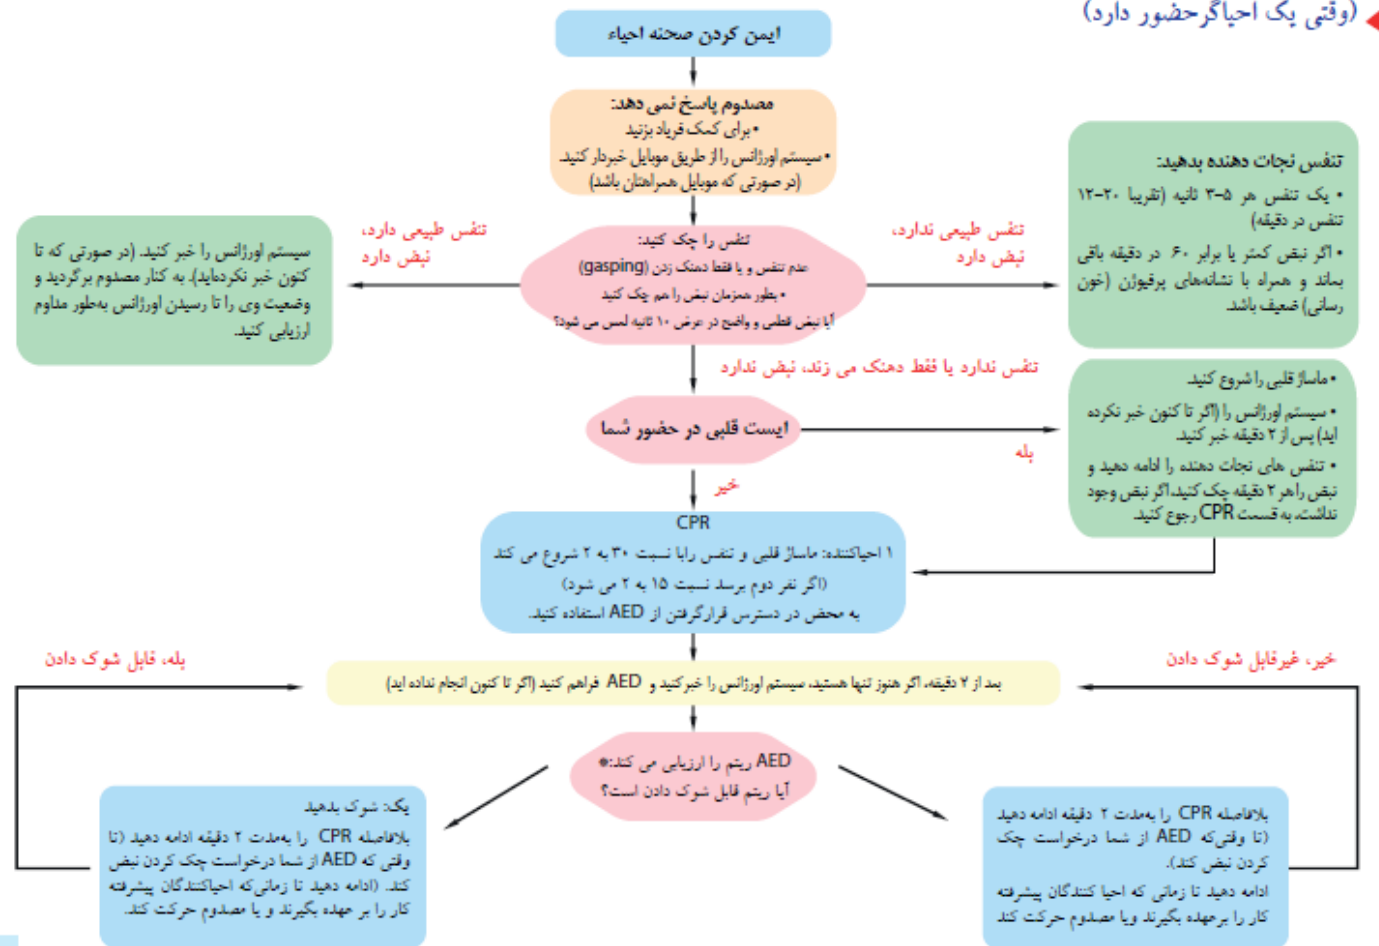 (وقتی یک احیاگرحضور دارد)
ایمن کردن صحنه احیاء
مصدوم پاسخ نمی دهد:
•برای کمک فریاد بزنید
•سیستم اورژانس را از طریق موبایل خبردار کنید.
(در صورتی که موبایل همراهتان باشد)
تنفس نجات دهنده بدهید:
• یک تنفس هر ۵-۳ ثانیه (تقریبا ۲۰-۱۲
تنفس در دقیقه)
• اگر نبض کمتر یا برابر ۶۰ در دقیقه باقی
بماند و همراه با نشانه‌های پرفیوژن (خون
رسانی) ضعیف باشد.
تنفس طبیعی ندارد،
نبض دارد
تنفس را چک کنید:
عدم تنفس و یا فقط دهنک زدن (gasping)
• بطور همزمان نبض را هم چک کنید
آیا نبض قطعی و واضح در عرض ۱۰ ثانیه لمس می شود؟
تنفس طبیعی دارد،
نبض دارد
سیستم اورژانس را خبر کنید. (در صورتی که تا
کنون خبر نکرده‌اید). به کنار مصدوم برگردید و
وضعیت وی را تا رسیدن اورژانس به‌طور مداوم
ارزیابی کنید.
تنفس ندارد یا فقط دهنک می زند، نبض ندارد
ایست قلبی در حضور شما
بله
خیر
•ماساژ قلبی را شروع کنید.
• سیستم اورژانس را (اگر تا کنون خبر نکرده
اید) پس از ۲ دقیقه خبر کنید.
• تنفس های نجات دهنده را ادامه دهید و
نبض راهر ۲ دقیقه چک کنید.اگر نبض وجود
نداشت، به قسمت CPR رجوع کنید.
CPR
۱ احیاکننده: ماساژ قلبی و تنفس رابا نسبت ۳۰ به ۲ شروع می کند
(اگر نفر دوم برسد نسبت ۱۵ به ۲ می شود)
به محض در دسترس قرارگرفتن از AED استفاده کنید.
خیر، غیرقابل شوک دادن
بله، قابل شوک دادن
بعد از ۲ دقیقه، اگر هنوز تنها هستید، سیستم اورژانس را خبرکنید و AED فراهم کنید (اگر تا کنون انجام نداده اید)
AED ریتم را ارزیابی می کند:*
آیا ریتم قابل شوک دادن است؟
بلافاصله CPR را به‌مدت ۲ دقیقه ادامه دهید
(تا وقتی‌که AED از شما درخواست چک
کردن نبض کند).
ادامه دهید تا زمانی که احیا کنندگان پیشرفته
کار را برعهده بگیرند ویا مصدوم حرکت کند
یک: شوک بدهید
بلافاصله CPR را به‌مدت ۲ دقیقه ادامه دهید (تا
وقتی که AED از شما درخواست چک کردن نبض
کند. (ادامه دهید تا زمانی‌که احیاکنندگان پیشرفته
کار را بر عهده بگیرند و یا مصدوم حرکت کند.